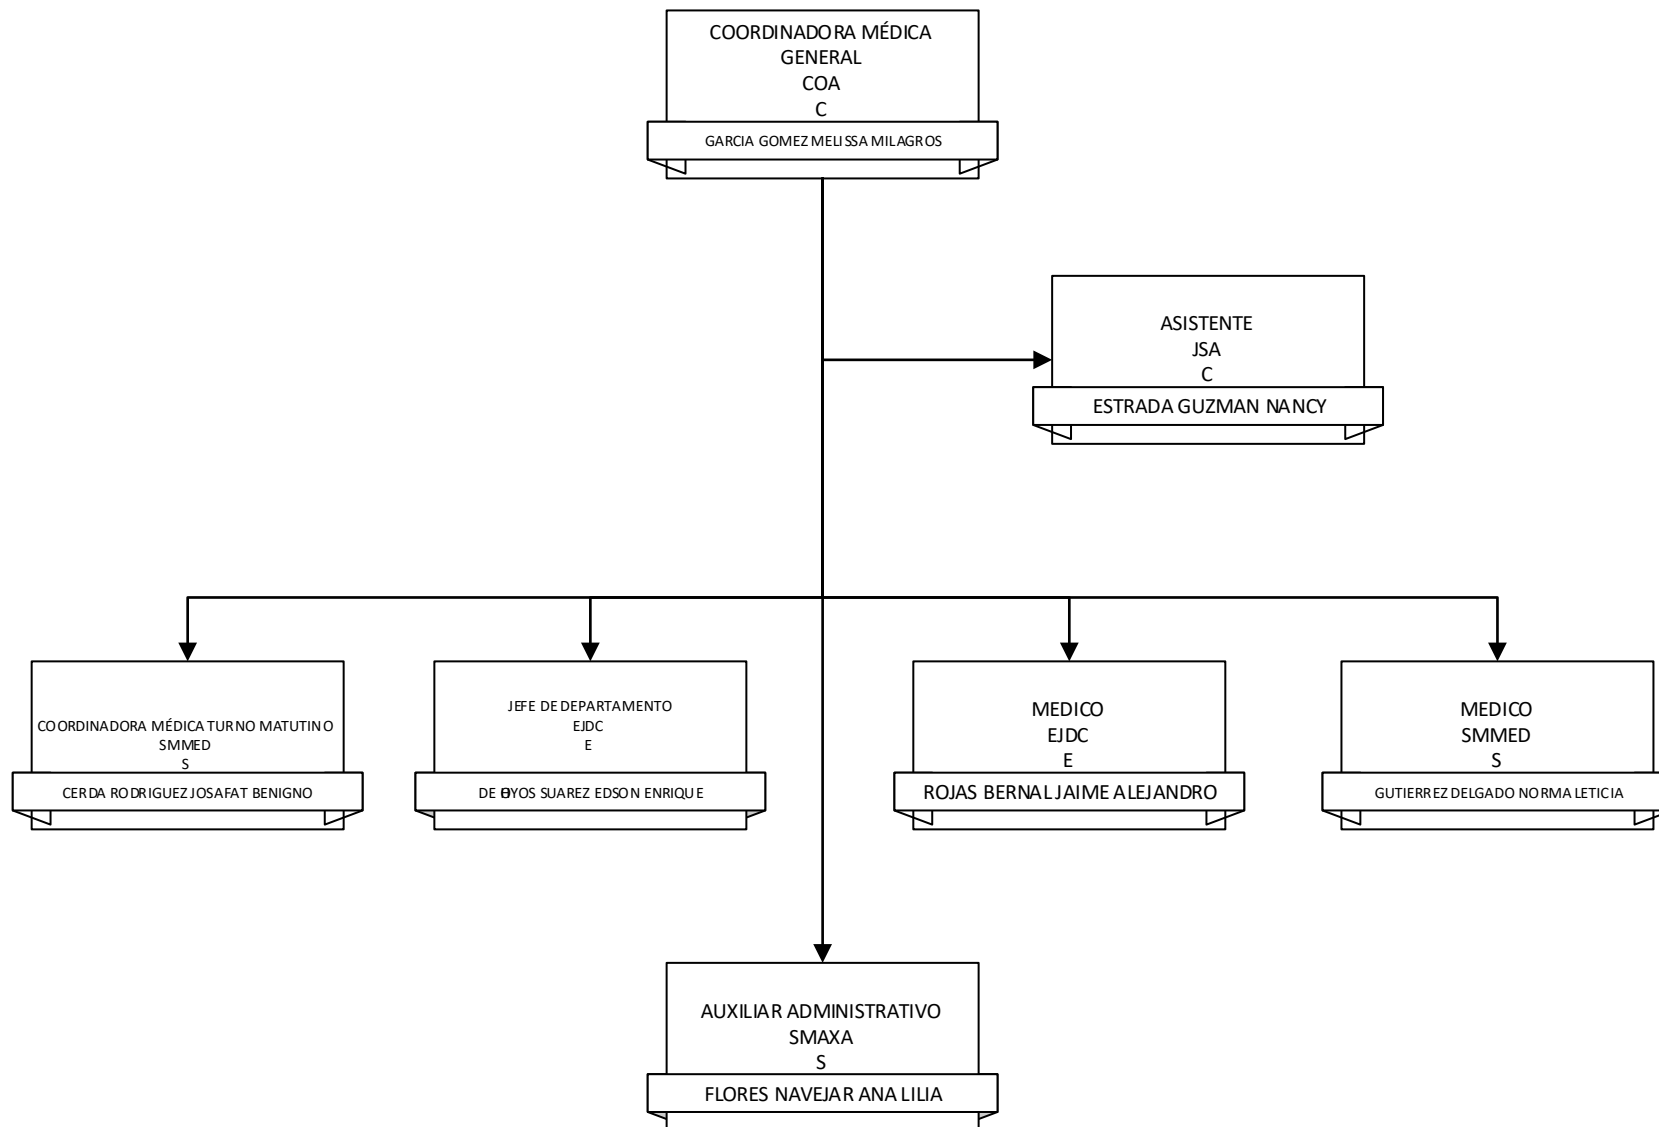 COORDINADORA MÉDICA
GENERAL
COA
C
GARCIA GOMEZ MELISSA MILAGROS
ASISTENTE
JSA
C
ESTRADA GUZMAN NANCY
COORDINADORA MÉDICA TURNO MATUTINO
SMMED
S
CERDA RODRIGUEZ JOSAFAT BENIGNO
JEFE DE DEPARTAMENTO
EJDC
E
DE SUAREZ EDSON ENRIQUE
MEDICO
EJDC
E
ROJAS BERNAL JAIME ALEJANDRO
MEDICO
SMMED
S
GUTIERREZ DELGADO NORMA LETICIA
AUXILIAR ADMINISTRATIVO
SMAXA
S
FLORES NAVEJAR ANA LILIA